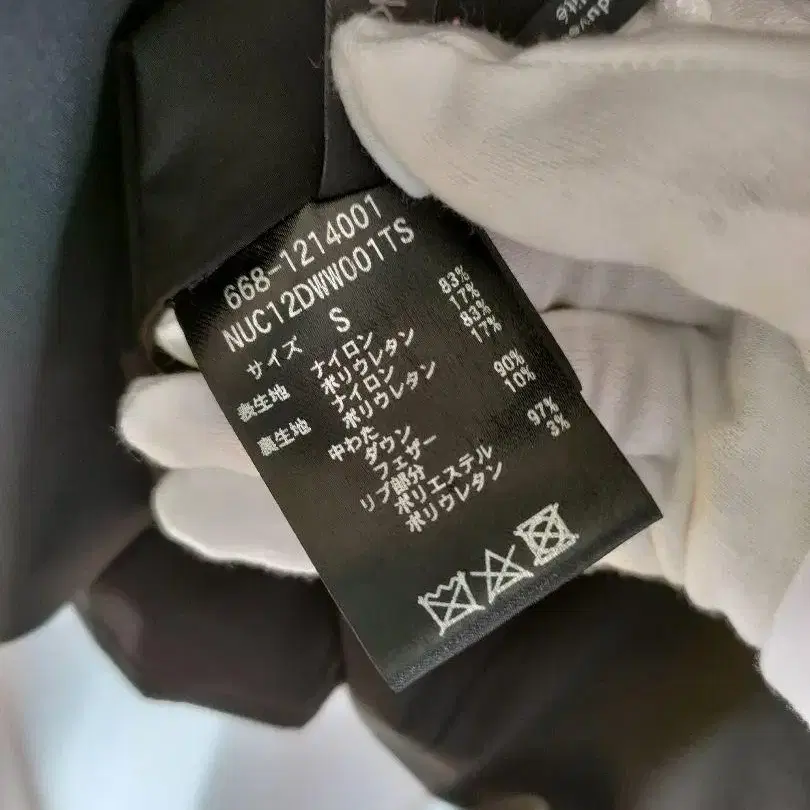 668-1214001
NUC12DWW001TS
サイズ S
表生地 ナイロン 83%
ポリウレタン 17%
裏生地 ナイロン 83%
ポリウレタン 17%
中わた
ダウン 90%
フェザー 10%
リブ部分
ポリエステル 97%
ポリウレタン 3%